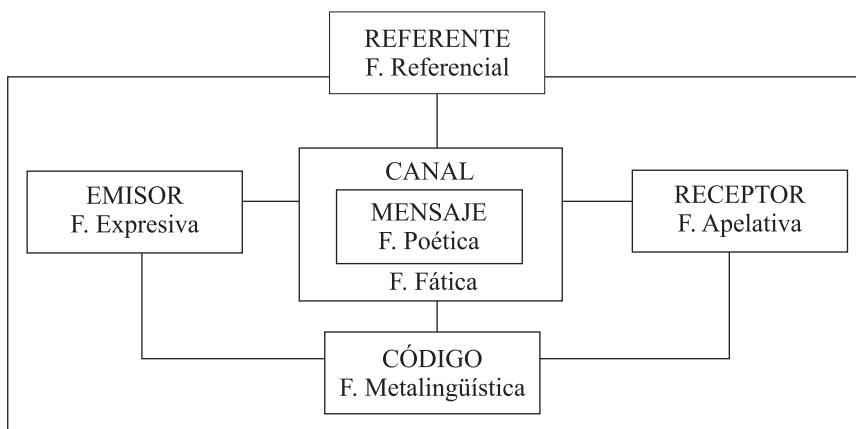 REFERENTE
F. Referencial
CANAL
EMISOR
F. Expresiva
MENSAJE
F. Poética
RECEPTOR
F. Apelativa
F. Fática
CÓDIGO
F. Metalingüística